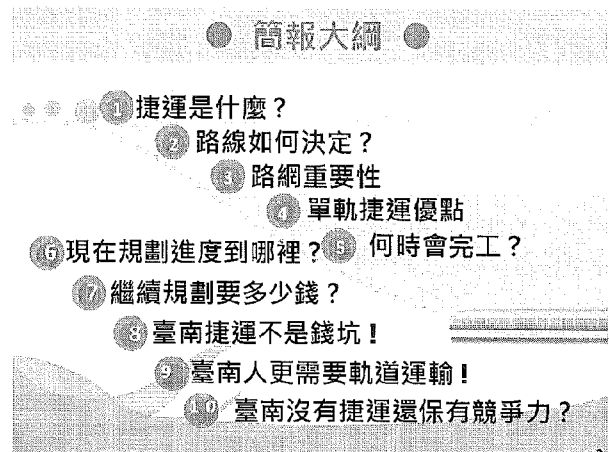 ● 簡報大綱 ●
1 捷運是什麼？
2 路線如何決定？
3 路網重要性
4 單軌捷運優點
5 何時會完工？
6 現在規劃進度到哪裡？
7 繼續規劃要多少錢？
8 臺南捷運不是錢坑！
9 臺南人更需要軌道運輸！
10 臺南沒有捷運還保有競爭力？